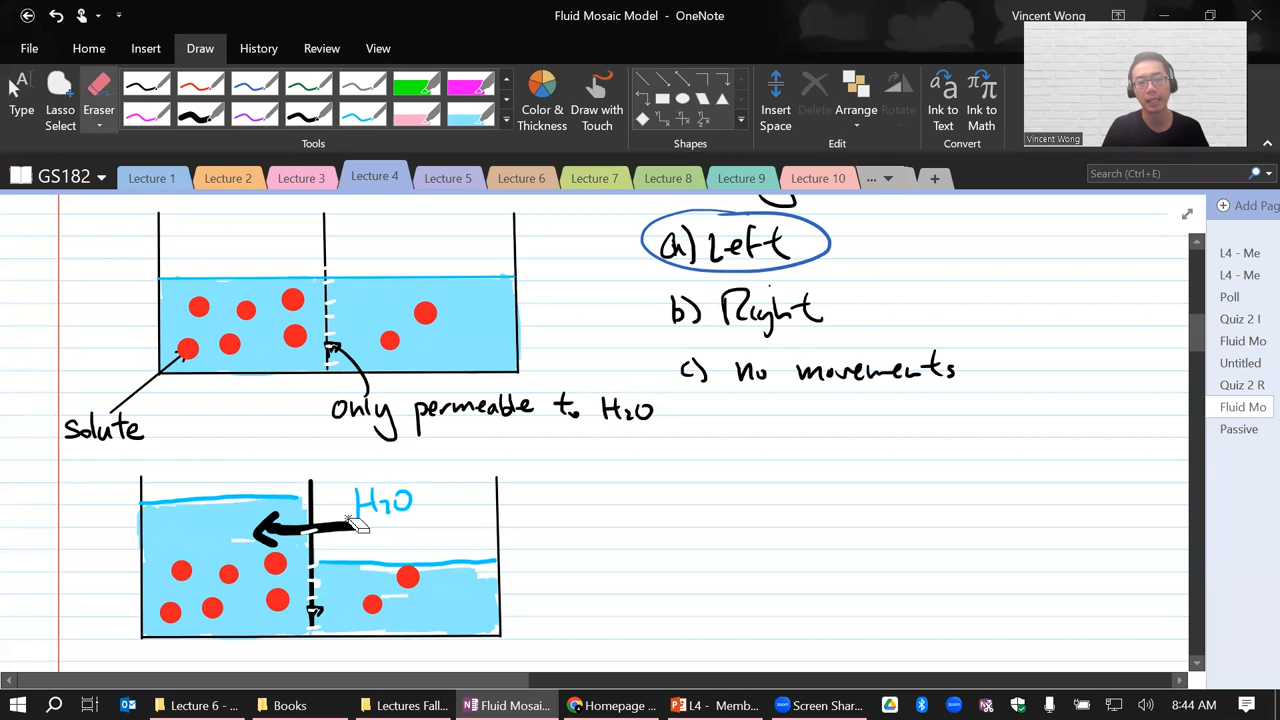 Fluid Mosaic Model - OneNote
Vincent Wong
File Home Insert Draw History Review View
Type
Lasso Select
Eraser
Color & Thickness
Draw with Touch
Insert Space
Delete
Arrange
Rotate
Ink to Text
Ink to Math
Tools
Shapes
Edit
Convert
Vincent Wong
GS182
Lecture 1 Lecture 2 Lecture 3 Lecture 4 Lecture 5 Lecture 6 Lecture 7 Lecture 8 Lecture 9 Lecture 10 ...
Search (Ctrl+E)
Add Pag
L4 - Me
L4 - Me
Poll
Quiz 2 I
Fluid Mo
Untitled
Quiz 2 R
Fluid Mo
Passive
a) Left
b) Right
c) no movements
only permeable to H₂O
Solute
H₂O
Lecture 6 - ...
Books
Lectures Fall...
Fluid Mosai...
Homepage ...
L4 - Memb...
Screen Shar...
8:44 AM